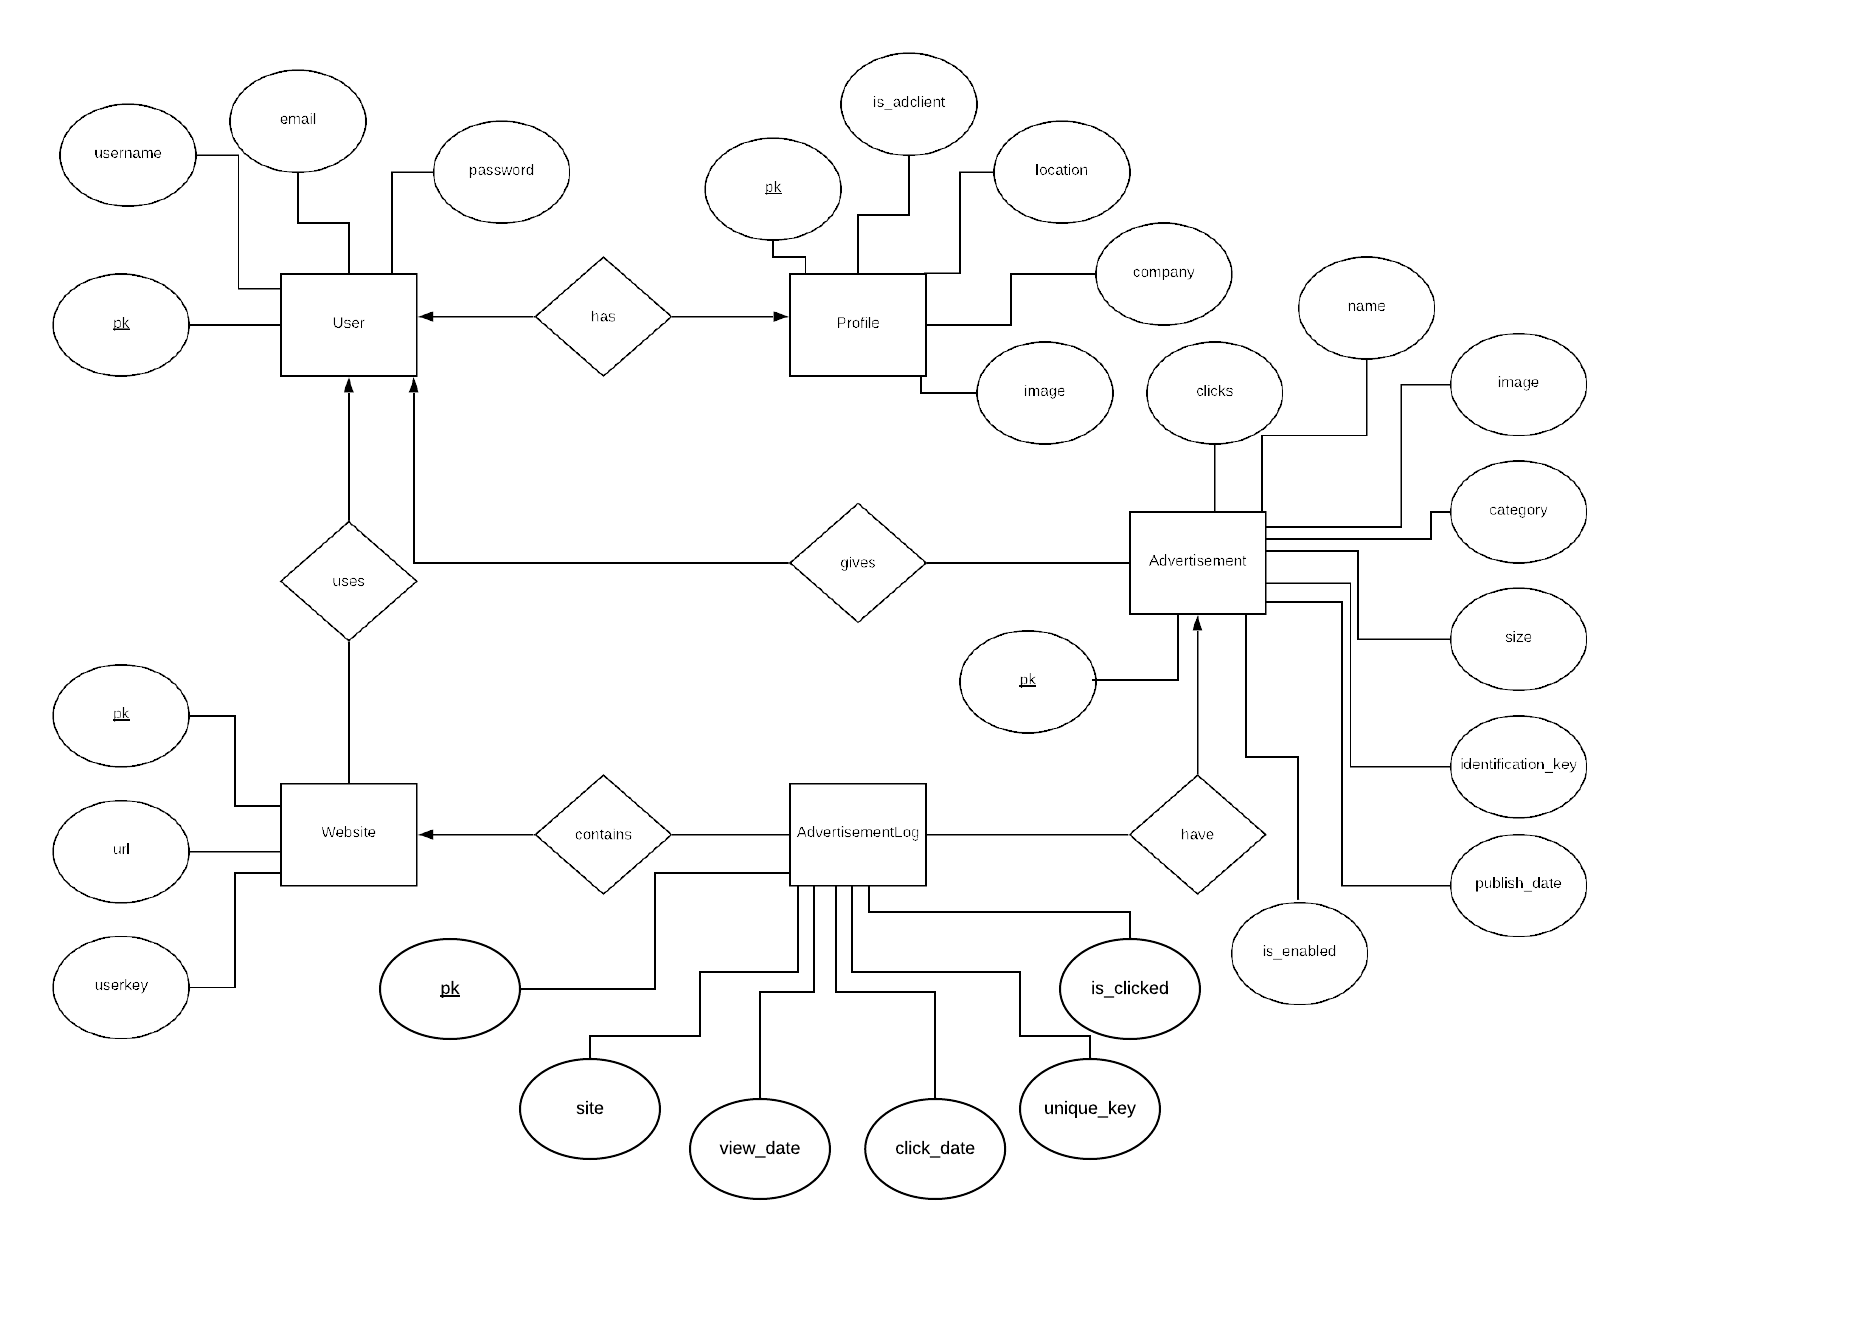 is_adclient
email
username
password
location
pk
company
name
pk
User
has
Profile
image
clicks
image
category
uses
gives
Advertisement
size
pk
pk
identification_key
url
Website
contains
AdvertisementLog
have
publish_date
is_enabled
userkey
pk
is_clicked
site
unique_key
view_date
click_date